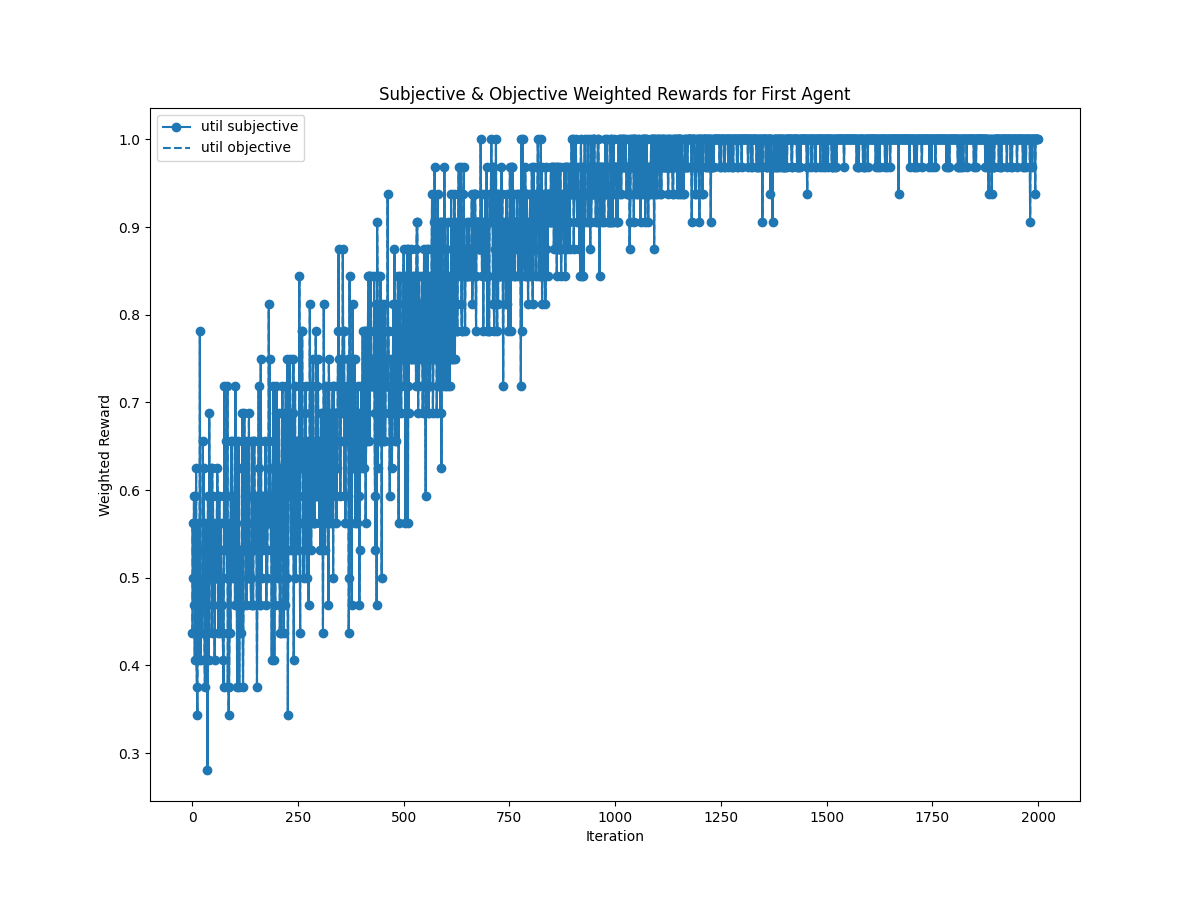 Subjective & Objective Weighted Rewards for First Agent
util subjective
util objective
1.0
0.9
0.8
0.7
0.6
0.5
0.4
0.3
Weighted Reward
0 250 500 750 1000 1250 1500 1750 2000
Iteration